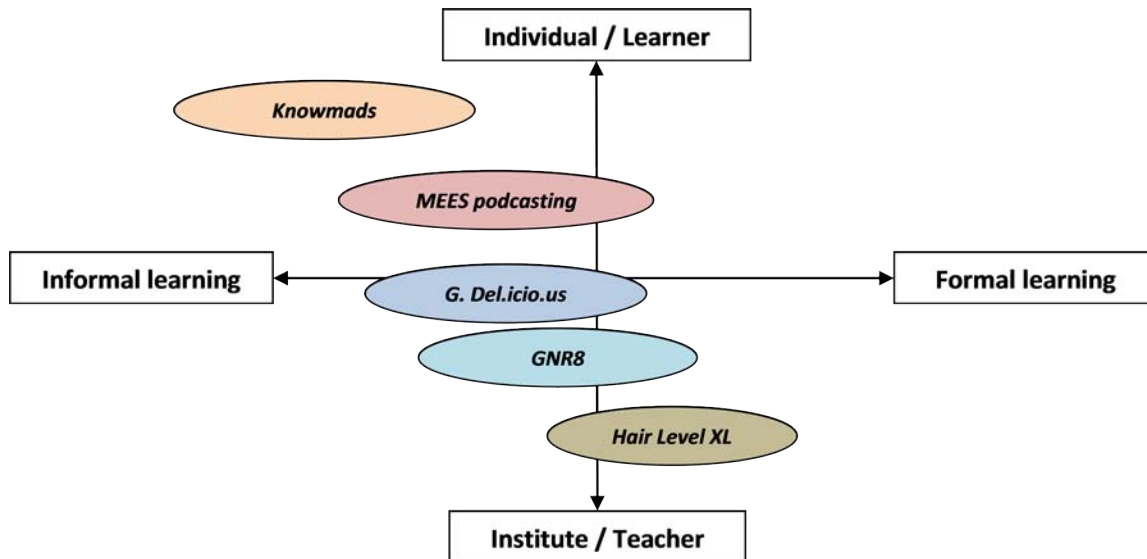 Individual / Learner
Knowmads
MEES podcasting
Informal learning
Formal learning
G. Del.icio.us
GNR8
Hair Level XL
Institute / Teacher